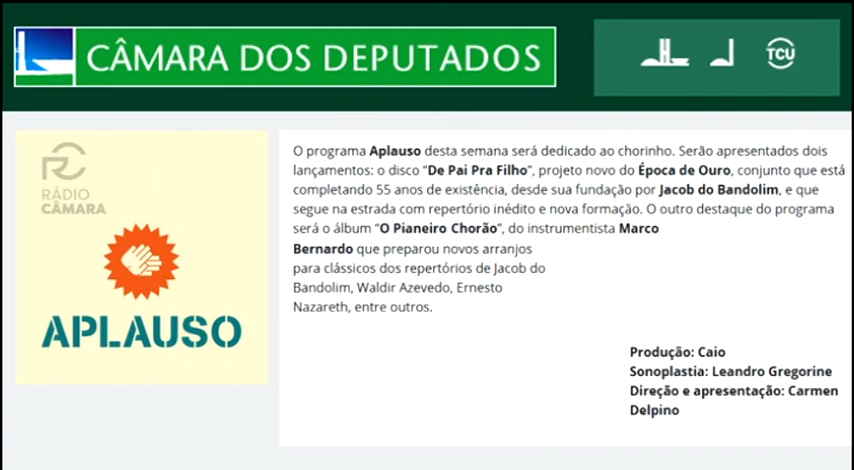 CÂMARA DOS DEPUTADOS
TCU
RC
RÁDIO
CÂMARA
APLAUSO
O programa Aplauso desta semana será dedicado ao chorinho. Serão apresentados dois
lançamentos: o disco “De Pai Pra Filho”, projeto novo do Época de Ouro, conjunto que está
completando 55 anos de existência, desde sua fundação por Jacob do Bandolim, e que
segue na estrada com repertório inédito e nova formação. O outro destaque do programa
será o álbum “O Pianeiro Chorão”, do instrumentista Marco
Bernardo que preparou novos arranjos
para clássicos dos repertórios de Jacob do
Bandolim, Waldir Azevedo, Ernesto
Nazareth, entre outros.
Produção: Caio
Sonoplastia: Leandro Gregorine
Direção e apresentação: Carmen
Delpino